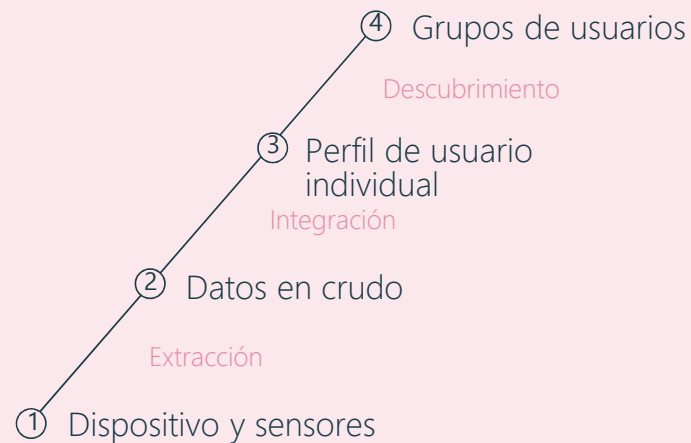 4 Grupos de usuarios
Descubrimiento
3 Perfil de usuario
individual
Integración
2 Datos en crudo
Extracción
1 Dispositivo y sensores